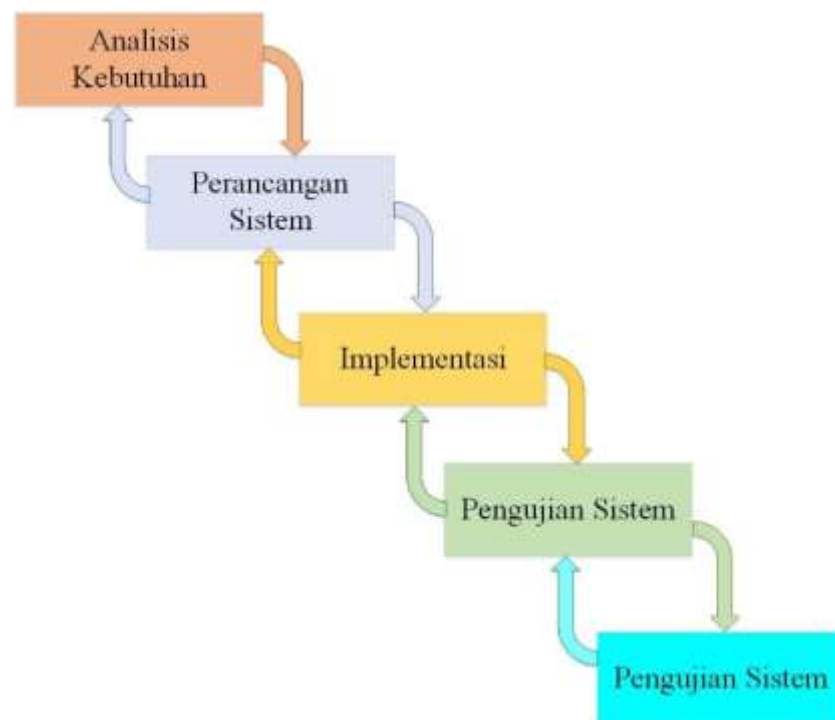 Analisis
Kebutuhan
Perancangan
Sistem
Implementasi
Pengujian Sistem
Pengujian Sistem